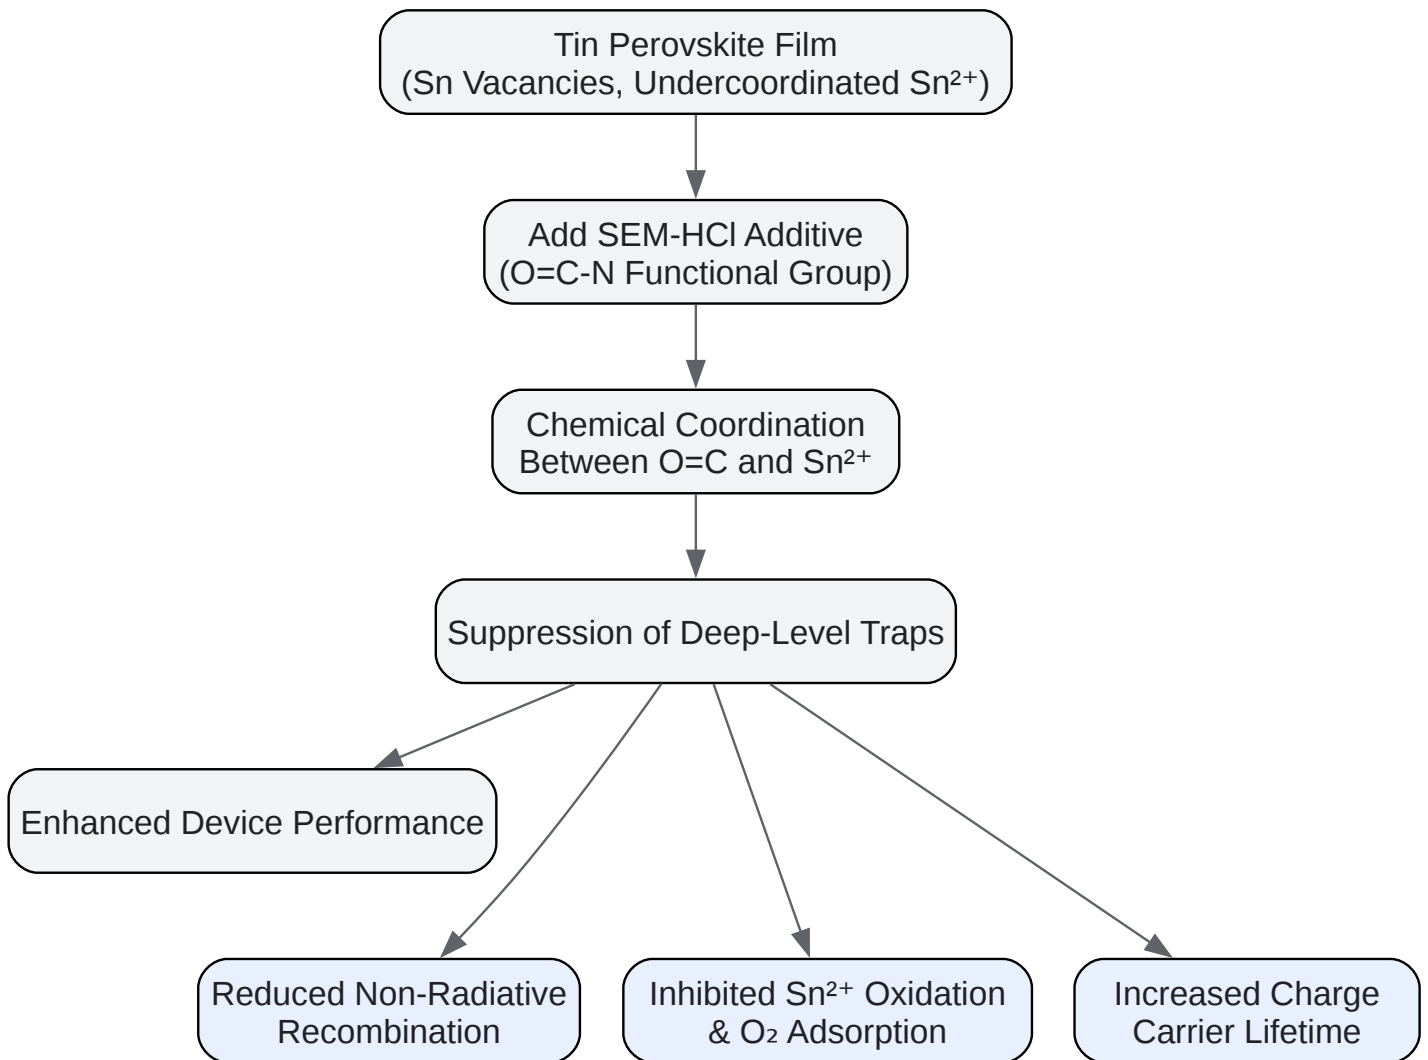 Tin Perovskite Film
(Sn Vacancies, Undercoordinated Sn²⁺)
Add SEM-HCl Additive
(O=C-N Functional Group)
Chemical Coordination
Between O=C and Sn²⁺
Suppression of Deep-Level Traps
Enhanced Device Performance
Reduced Non-Radiative
Recombination
Inhibited Sn²⁺ Oxidation
& O₂ Adsorption
Increased Charge
Carrier Lifetime